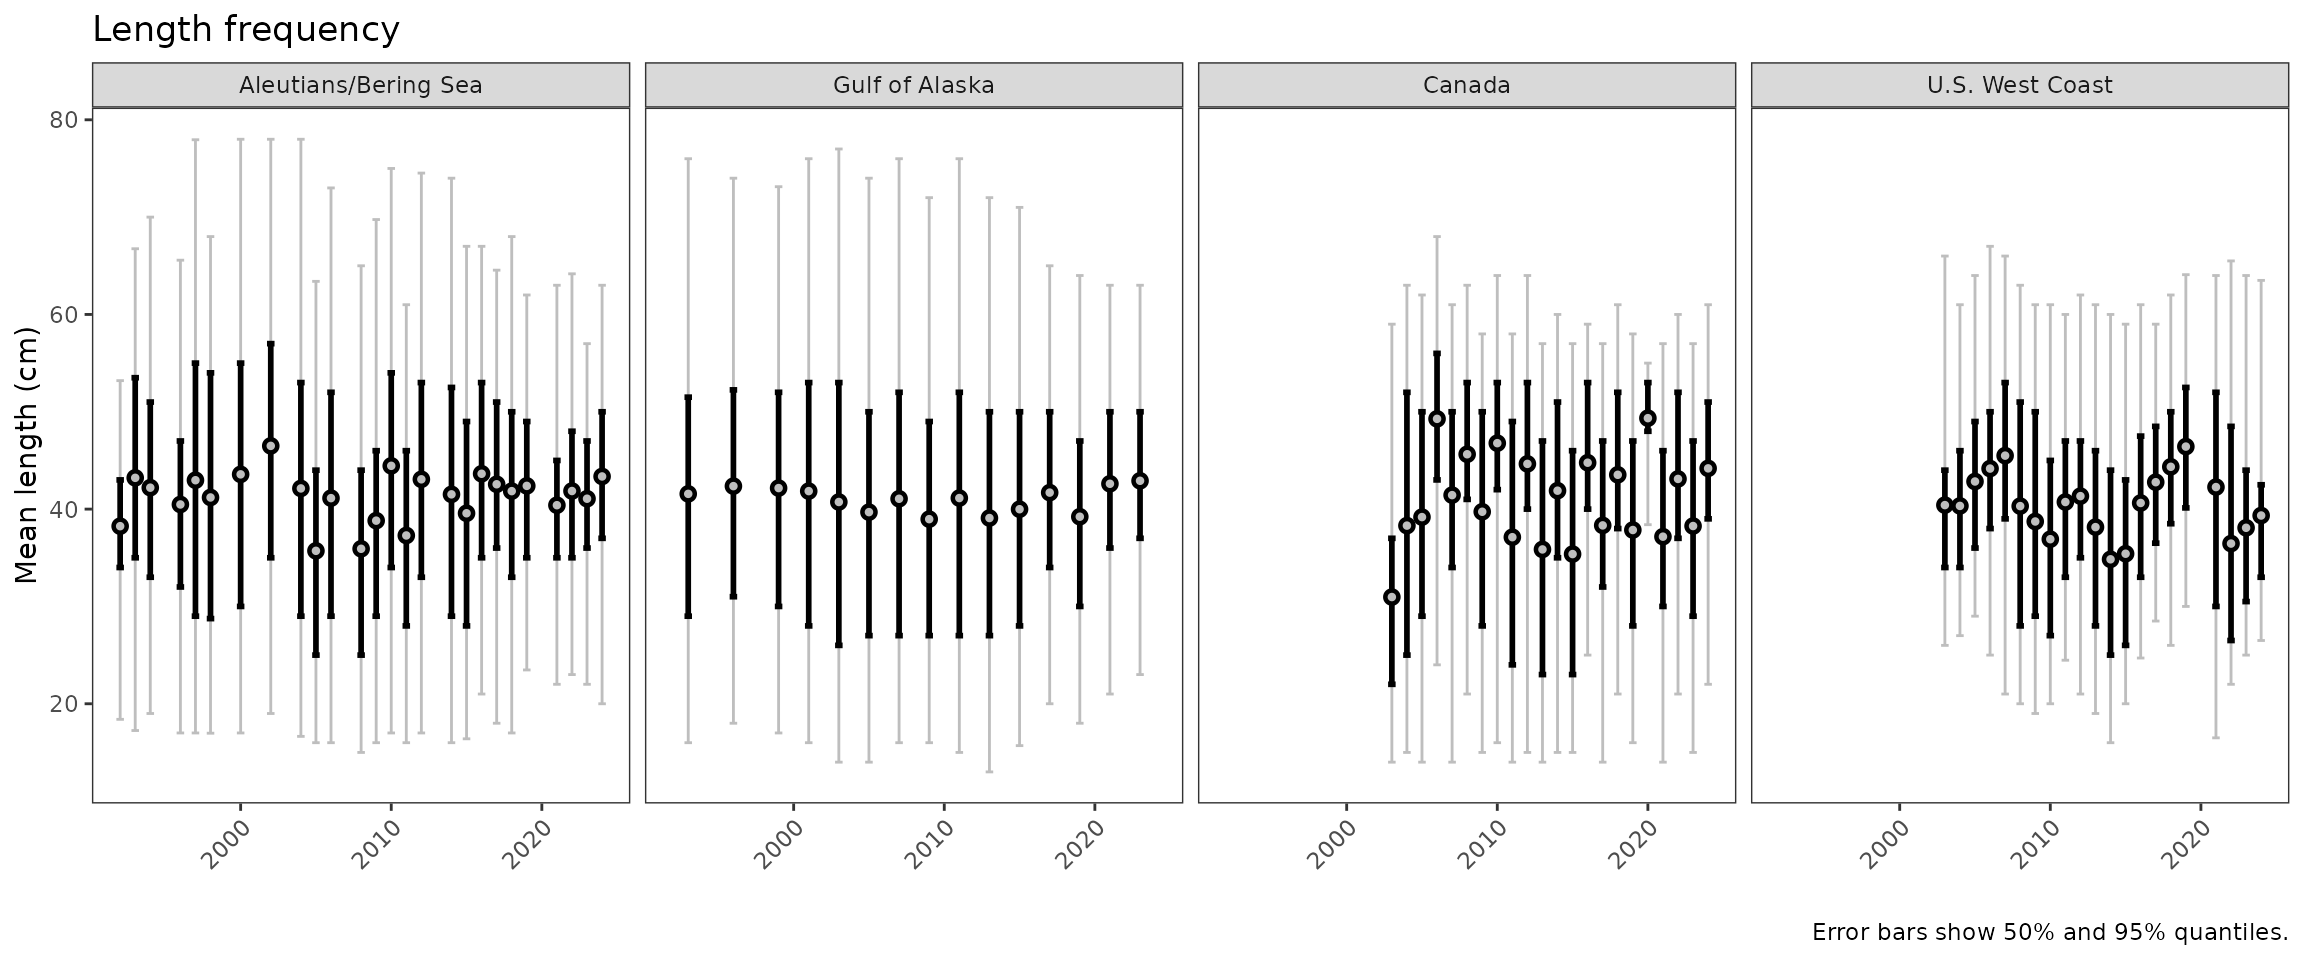 Length frequency
Aleutians/Bering Sea
Gulf of Alaska
Canada
U.S. West Coast
Mean length (cm)
80
60
40
20
2000
2010
2020
2000
2010
2020
2000
2010
2020
2000
2010
2020
Error bars show 50% and 95% quantiles.